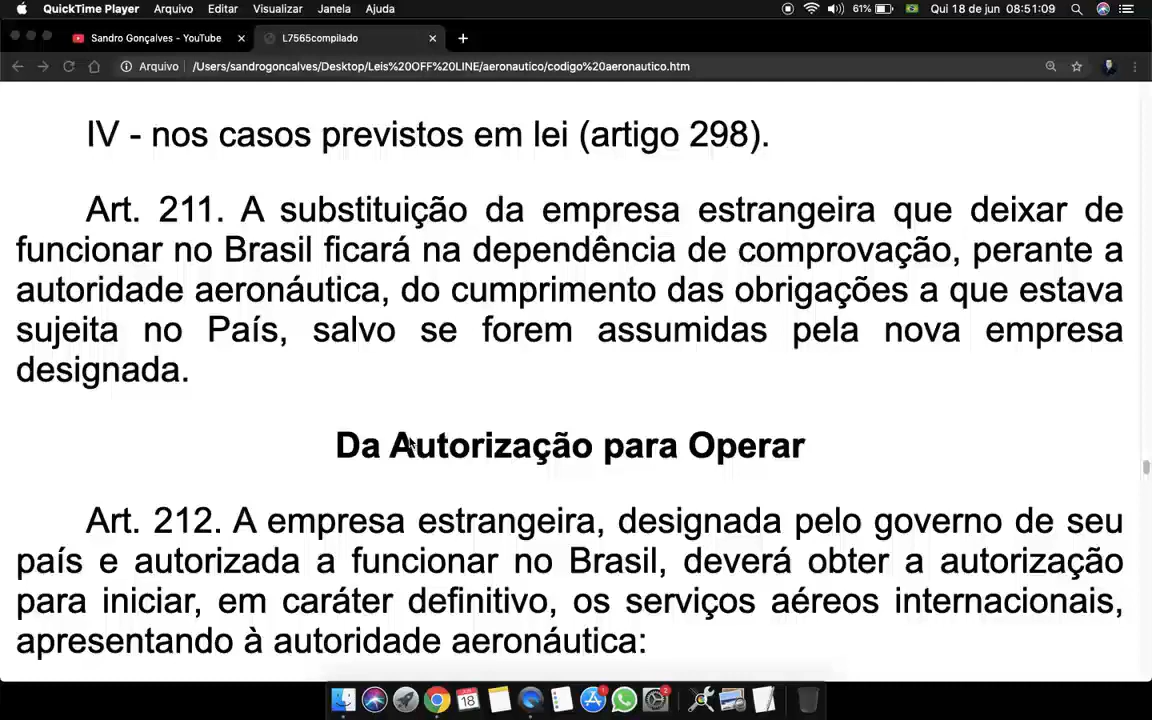 QuickTime Player Arquivo Editar Visualizar Janela Ajuda 61% Qui 18 de jun 08:51:09
Sandro Gonçalves - YouTube L7565compilado
Arquivo /Users/sandrogoncalves/Desktop/Leis%20OFF%20LINE/aeronautico/codigo%20aeronautico.htm
IV - nos casos previstos em lei (artigo 298).
Art. 211. A substituição da empresa estrangeira que deixar de
funcionar no Brasil ficará na dependência de comprovação, perante a
autoridade aeronáutica, do cumprimento das obrigações a que estava
sujeita no País, salvo se forem assumidas pela nova empresa
designada.
Da Autorização para Operar
Art. 212. A empresa estrangeira, designada pelo governo de seu
país e autorizada a funcionar no Brasil, deverá obter a autorização
para iniciar, em caráter definitivo, os serviços aéreos internacionais,
apresentando à autoridade aeronáutica:
18